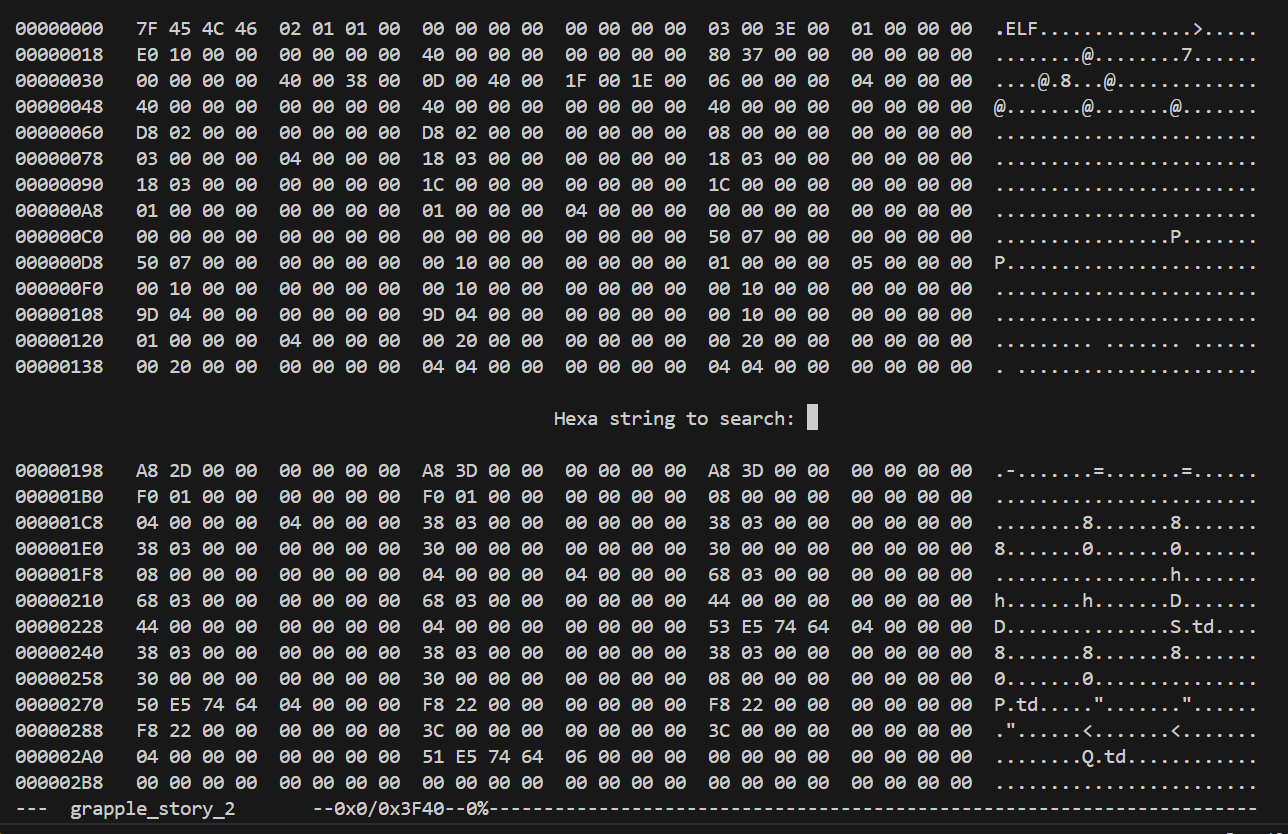 00000000   7F 45 4C 46  02 01 01 00  00 00 00 00  00 00 00 00  03 00 3E 00  01 00 00 00  .ELF..............>.....
00000018   E0 10 00 00  00 00 00 00  40 00 00 00  00 00 00 00  80 37 00 00  00 00 00 00  ........@........7......
00000030   00 00 00 00  40 00 38 00  0D 00 40 00  1F 00 1E 00  06 00 00 00  04 00 00 00  ....@.8...@.............
00000048   40 00 00 00  00 00 00 00  40 00 00 00  00 00 00 00  40 00 00 00  00 00 00 00  @.......@.......@.......
00000060   D8 02 00 00  00 00 00 00  D8 02 00 00  00 00 00 00  08 00 00 00  00 00 00 00  ........................
00000078   03 00 00 00  04 00 00 00  18 03 00 00  00 00 00 00  18 03 00 00  00 00 00 00  ........................
00000090   18 03 00 00  00 00 00 00  1C 00 00 00  00 00 00 00  1C 00 00 00  00 00 00 00  ........................
000000A8   01 00 00 00  00 00 00 00  01 00 00 00  04 00 00 00  00 00 00 00  00 00 00 00  ........................
000000C0   00 00 00 00  00 00 00 00  00 00 00 00  00 00 00 00  50 07 00 00  00 00 00 00  ................P.......
000000D8   50 07 00 00  00 00 00 00  00 10 00 00  00 00 00 00  01 00 00 00  05 00 00 00  P.......................
000000F0   00 10 00 00  00 00 00 00  00 10 00 00  00 00 00 00  00 10 00 00  00 00 00 00  ........................
00000108   9D 04 00 00  00 00 00 00  9D 04 00 00  00 00 00 00  00 10 00 00  00 00 00 00  ........................
00000120   01 00 00 00  04 00 00 00  00 20 00 00  00 00 00 00  00 20 00 00  00 00 00 00  ......... ....... ......
00000138   00 20 00 00  00 00 00 00  04 04 00 00  00 00 00 00  04 04 00 00  00 00 00 00  . ......................
Hexa string to search:
00000198   A8 2D 00 00  00 00 00 00  A8 3D 00 00  00 00 00 00  A8 3D 00 00  00 00 00 00  .-.......=.......=......
000001B0   F0 01 00 00  00 00 00 00  F0 01 00 00  00 00 00 00  08 00 00 00  00 00 00 00  ........................
000001C8   04 00 00 00  04 00 00 00  38 03 00 00  00 00 00 00  38 03 00 00  00 00 00 00  ........8.......8.......
000001E0   38 03 00 00  00 00 00 00  30 00 00 00  00 00 00 00  30 00 00 00  00 00 00 00  8.......0.......0.......
000001F8   08 00 00 00  00 00 00 00  04 00 00 00  04 00 00 00  68 03 00 00  00 00 00 00  ................h.......
00000210   68 03 00 00  00 00 00 00  68 03 00 00  00 00 00 00  44 00 00 00  00 00 00 00  h.......h.......D.......
00000228   44 00 00 00  00 00 00 00  04 00 00 00  00 00 00 00  53 E5 74 64  04 00 00 00  D...............S.td....
00000240   38 03 00 00  00 00 00 00  38 03 00 00  00 00 00 00  38 03 00 00  00 00 00 00  8.......8.......8.......
00000258   30 00 00 00  00 00 00 00  30 00 00 00  00 00 00 00  08 00 00 00  00 00 00 00  0.......0...............
00000270   50 E5 74 64  04 00 00 00  F8 22 00 00  00 00 00 00  F8 22 00 00  00 00 00 00  P.td....."......."......
00000288   F8 22 00 00  00 00 00 00  3C 00 00 00  00 00 00 00  3C 00 00 00  00 00 00 00  ."......<.......<.......
000002A0   04 00 00 00  00 00 00 00  51 E5 74 64  06 00 00 00  00 00 00 00  00 00 00 00  ........Q.td............
000002B8   00 00 00 00  00 00 00 00  00 00 00 00  00 00 00 00  00 00 00 00  00 00 00 00  ........................
---  grapple_story_2       --0x0/0x3F40--0%-----------------------------------------------------------------------